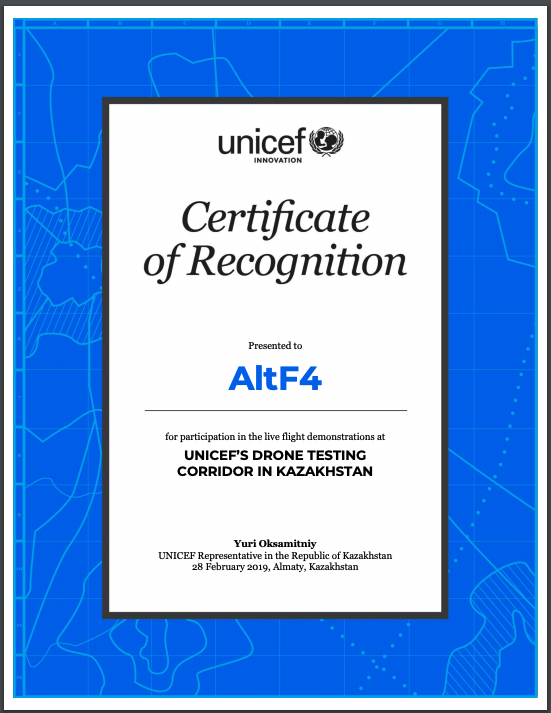 unicef
INNOVATION
Certificate
of Recognition
Presented to
AltF4
for participation in the live flight demonstrations at
UNICEF’S DRONE TESTING
CORRIDOR IN KAZAKHSTAN
Yuri Oksamitniy
UNICEF Representative in the Republic of Kazakhstan
28 February 2019, Almaty, Kazakhstan